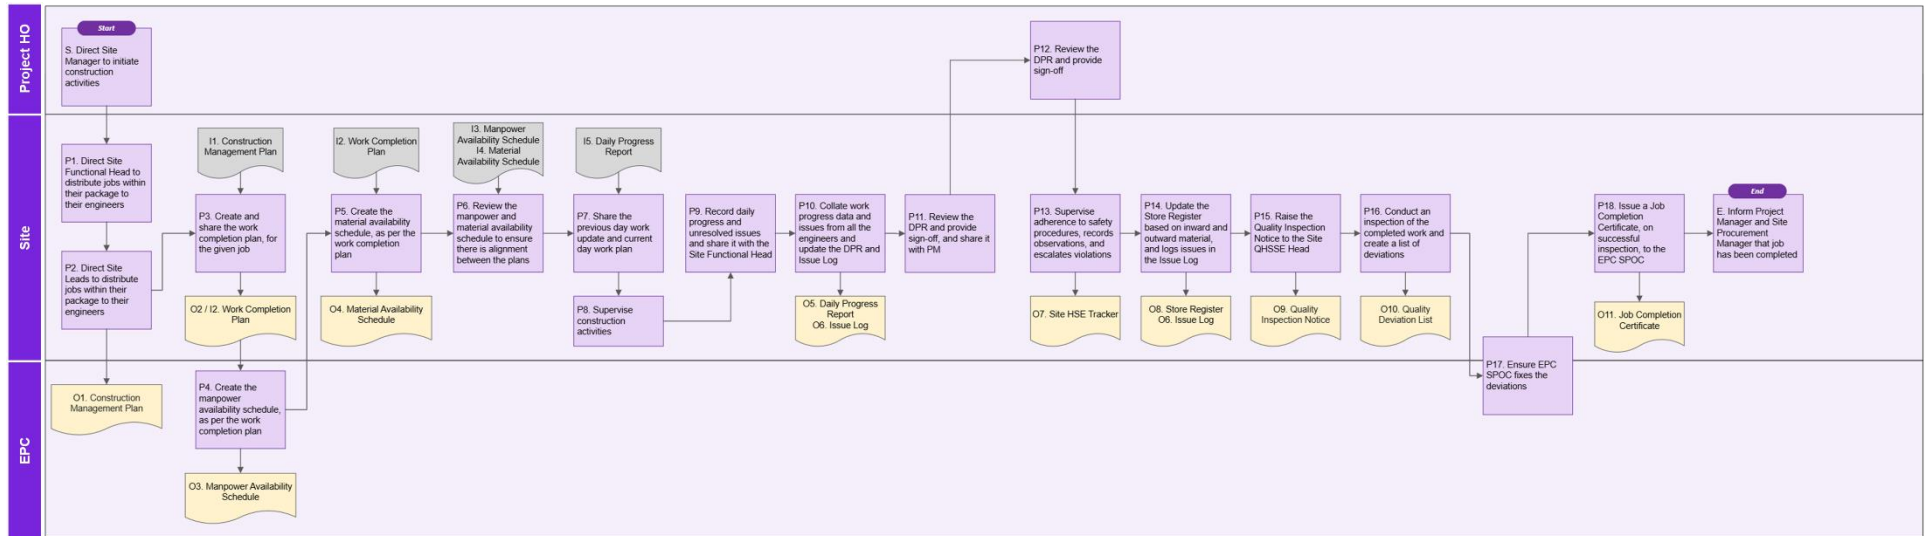 Project HO
Start
S. Direct Site
Manager to initiate
construction
activities
P12. Review the
DPR and provide
sign-off
Site
P1. Direct Site
Functional Head to
distribute jobs within
their package to
their engineers
P2. Direct Site
Leads to distribute
jobs within their
package to their
engineers
I1. Construction
Management Plan
P3. Create and
share the work
completion plan, for
the given job
O2 / I2. Work Completion
Plan
I2. Work Completion
Plan
P5. Create the
material availability
schedule, as per the
work completion
plan
O4. Material Availability
Schedule
I3. Manpower
Availability Schedule
I4. Material
Availability Schedule
P6. Review the
manpower and
material availability
schedule to ensure
there is alignment
between the plans
I5. Daily Progress
Report
P7. Share the
previous day work
update and current
day work plan
P8. Supervise
construction
activities
P9. Record daily
progress and
unresolved issues
and share it with the
Site Functional Head
P10. Collate work
progress data and
issues from all the
engineers and
update the DPR and
Issue Log
O5. Daily Progress
Report
O6. Issue Log
P11. Review the
DPR and provide
sign-off, and share it
with PM
P13. Supervise
adherence to safety
procedures, records
observations, and
escalates violations
O7. Site HSE Tracker
P14. Update the
Store Register
based on inward and
outward material,
and logs issues in
the Issue Log
O8. Store Register
O6. Issue Log
P15. Raise the
Quality Inspection
Notice to the Site
QHSSE Head
O9. Quality
Inspection Notice
P16. Conduct an
inspection of the
completed work and
create a list of
deviations
O10. Quality
Deviation List
P18. Issue a Job
Completion
Certificate, on
successful
inspection, to the
EPC SPOC
O11. Job Completion
Certificate
End
E. Inform Project
Manager and Site
Procurement
Manager that job
has been completed
P17. Ensure EPC
SPOC fixes the
deviations
EPC
O1. Construction
Management Plan
P4. Create the
manpower
availability schedule,
as per the work
completion plan
O3. Manpower Availability
Schedule